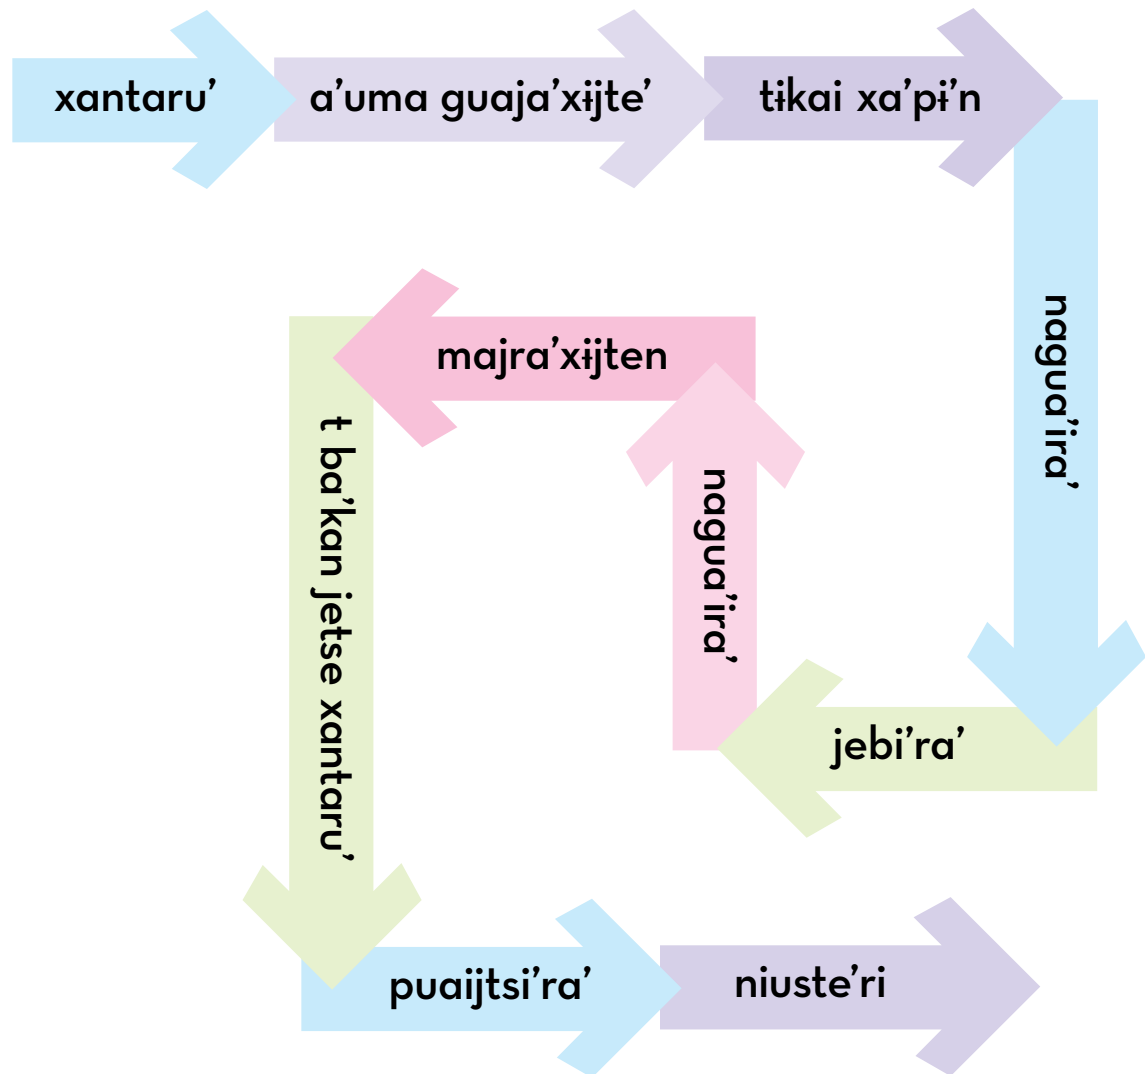 xantaru’
a’uma guaja’xɨjte’
tɨkai xa’pɨ’n
nagua’ira’
jebi’ra’
nagua’ira’
majra’xɨjten
t ba’kan jetse xantaru’
puaijtsi’ra’
niuste’ri